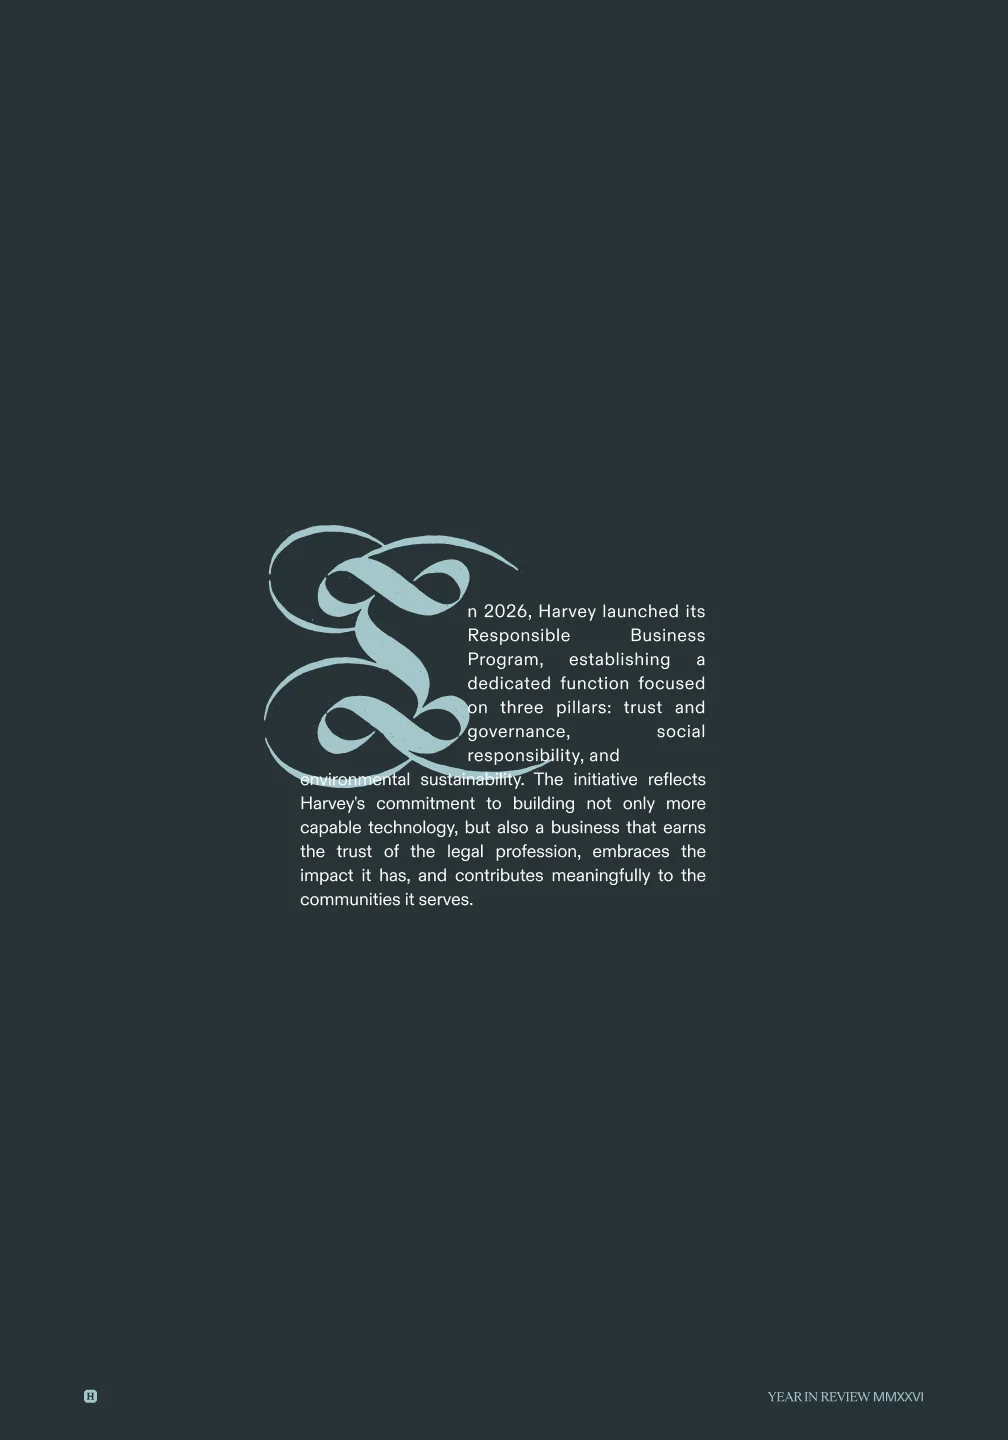 In 2026, Harvey launched its
Responsible Business
Program, establishing a
dedicated function focused
on three pillars: trust and
governance, social
responsibility, and
environmental sustainability. The initiative reflects
Harvey's commitment to building not only more
capable technology, but also a business that earns
the trust of the legal profession, embraces the
impact it has, and contributes meaningfully to the
communities it serves.
H
YEAR IN REVIEW MMXXVI